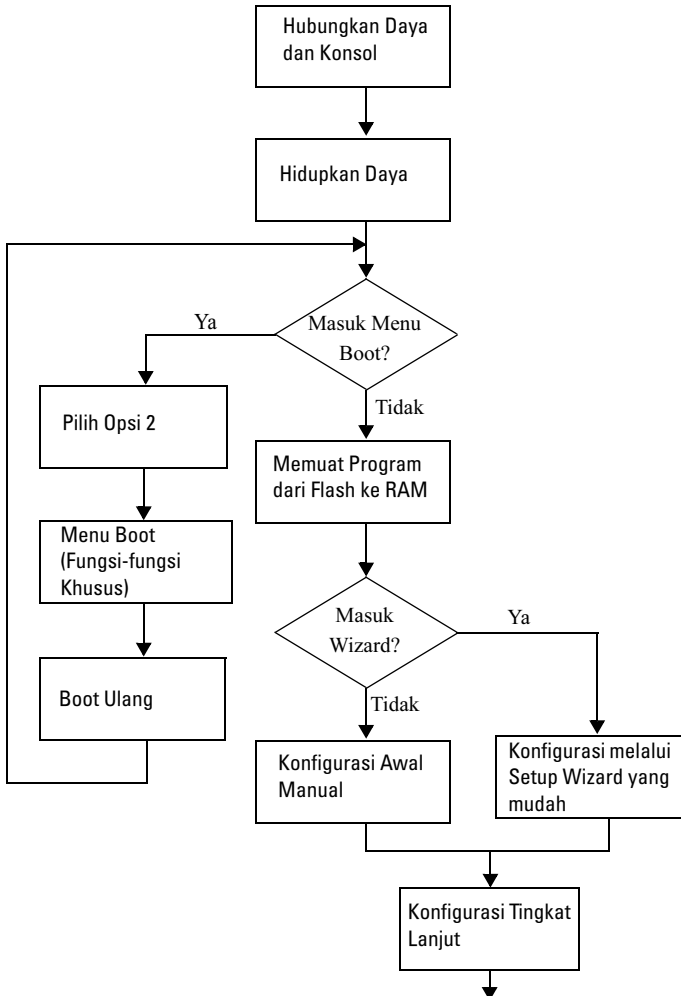 Hubungkan Daya
dan Konsol
Hidupkan Daya
Masuk Menu
Boot?
Ya
Tidak
Pilih Opsi 2
Memuat Program
dari Flash ke RAM
Menu Boot
(Fungsi-fungsi
Khusus)
Masuk
Wizard?
Ya
Tidak
Boot Ulang
Konfigurasi Awal
Manual
Konfigurasi melalui
Setup Wizard yang
mudah
Konfigurasi Tingkat
Lanjut